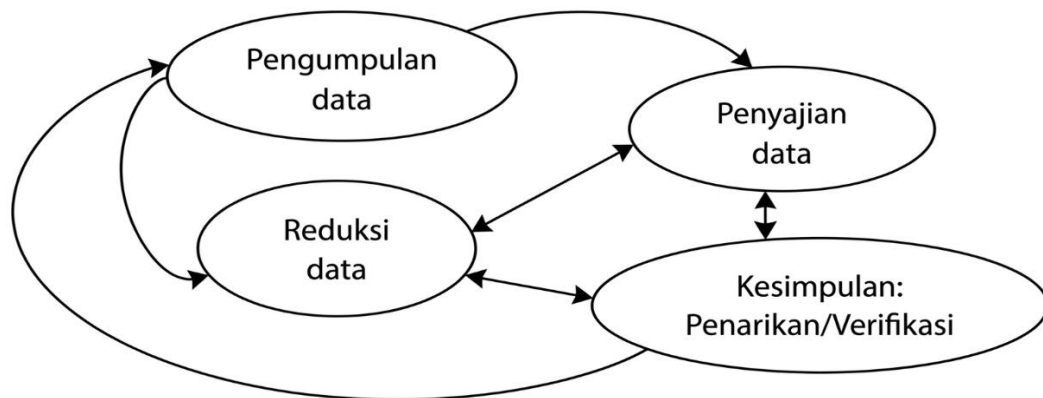 Pengumpulan
data
Penyajian
data
Reduksi
data
Kesimpulan:
Penarikan/Verifikasi